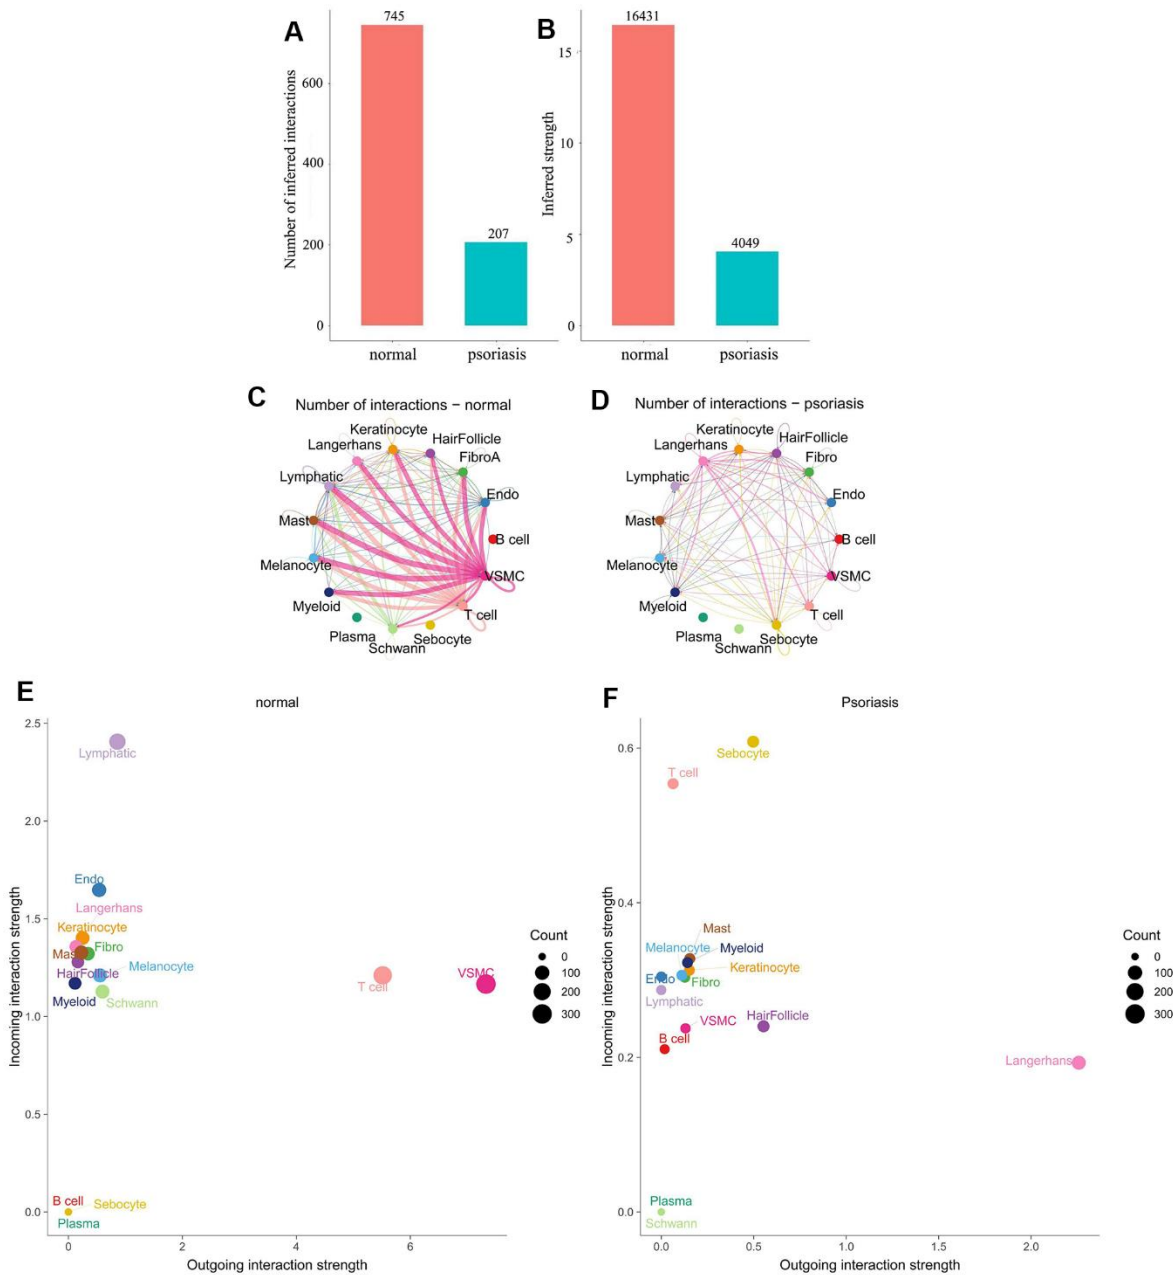 A
745
Number of inferred interactions
600
400
200
0
207
normal
psoriasis
B
16431
Inferred strength
15
10
5
0
4049
normal
psoriasis
C
Number of interactions – normal
Keratinocyte
HairFollicle
Langerhans
FibroA
Lymphatic
Endo
Mast
B cell
Melanocyte
VSMC
Myeloid
T cell
Plasma
Sebocyte
Schwann
D
Number of interactions – psoriasis
Keratinocyte
HairFollicle
Langerhans
Fibro
Lymphatic
Endo
Mast
B cell
Melanocyte
VSMC
Myeloid
T cell
Plasma
Sebocyte
Schwann
E
normal
Incoming interaction strength
2.5
2.0
1.5
1.0
0.5
0.0
Lymphatic
Endo
Langerhans
Keratinocyte
Mast
Fibro
HairFollicle
Melanocyte
Myeloid
Schwann
T cell
VSMC
B cell
Sebocyte
Plasma
0
2
4
6
Outgoing interaction strength
Count
0
100
200
300
F
Psoriasis
Incoming interaction strength
0.6
0.4
0.2
0.0
Sebocyte
T cell
Mast
Melanocyte
Myeloid
Keratinocyte
Endo
Fibro
Lymphatic
VSMC
HairFollicle
B cell
Langerhans
Plasma
Schwann
0.0
0.5
1.0
1.5
2.0
Outgoing interaction strength
Count
0
100
200
300